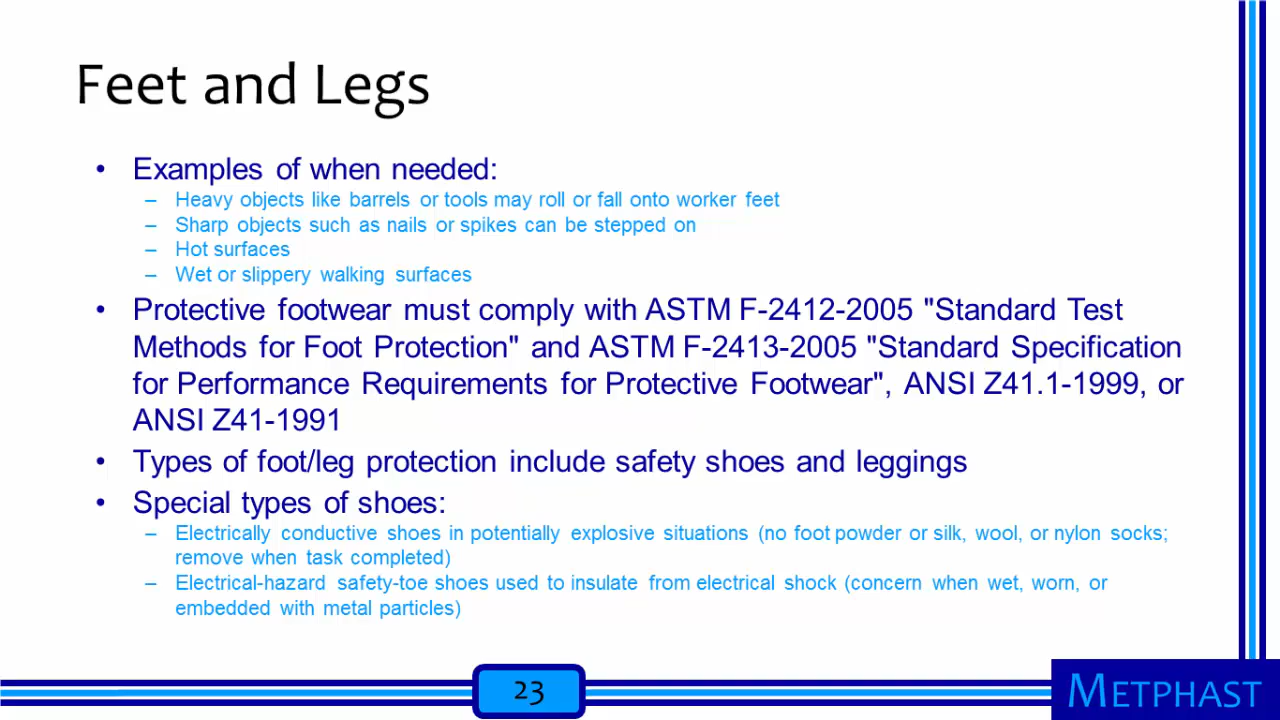 Feet and Legs
• Examples of when needed:
– Heavy objects like barrels or tools may roll or fall onto worker feet
– Sharp objects such as nails or spikes can be stepped on
– Hot surfaces
– Wet or slippery walking surfaces
• Protective footwear must comply with ASTM F-2412-2005 "Standard Test
Methods for Foot Protection" and ASTM F-2413-2005 "Standard Specification
for Performance Requirements for Protective Footwear", ANSI Z41.1-1999, or
ANSI Z41-1991
• Types of foot/leg protection include safety shoes and leggings
• Special types of shoes:
– Electrically conductive shoes in potentially explosive situations (no foot powder or silk, wool, or nylon socks;
remove when task completed)
– Electrical-hazard safety-toe shoes used to insulate from electrical shock (concern when wet, worn, or
embedded with metal particles)
23
METPHAST